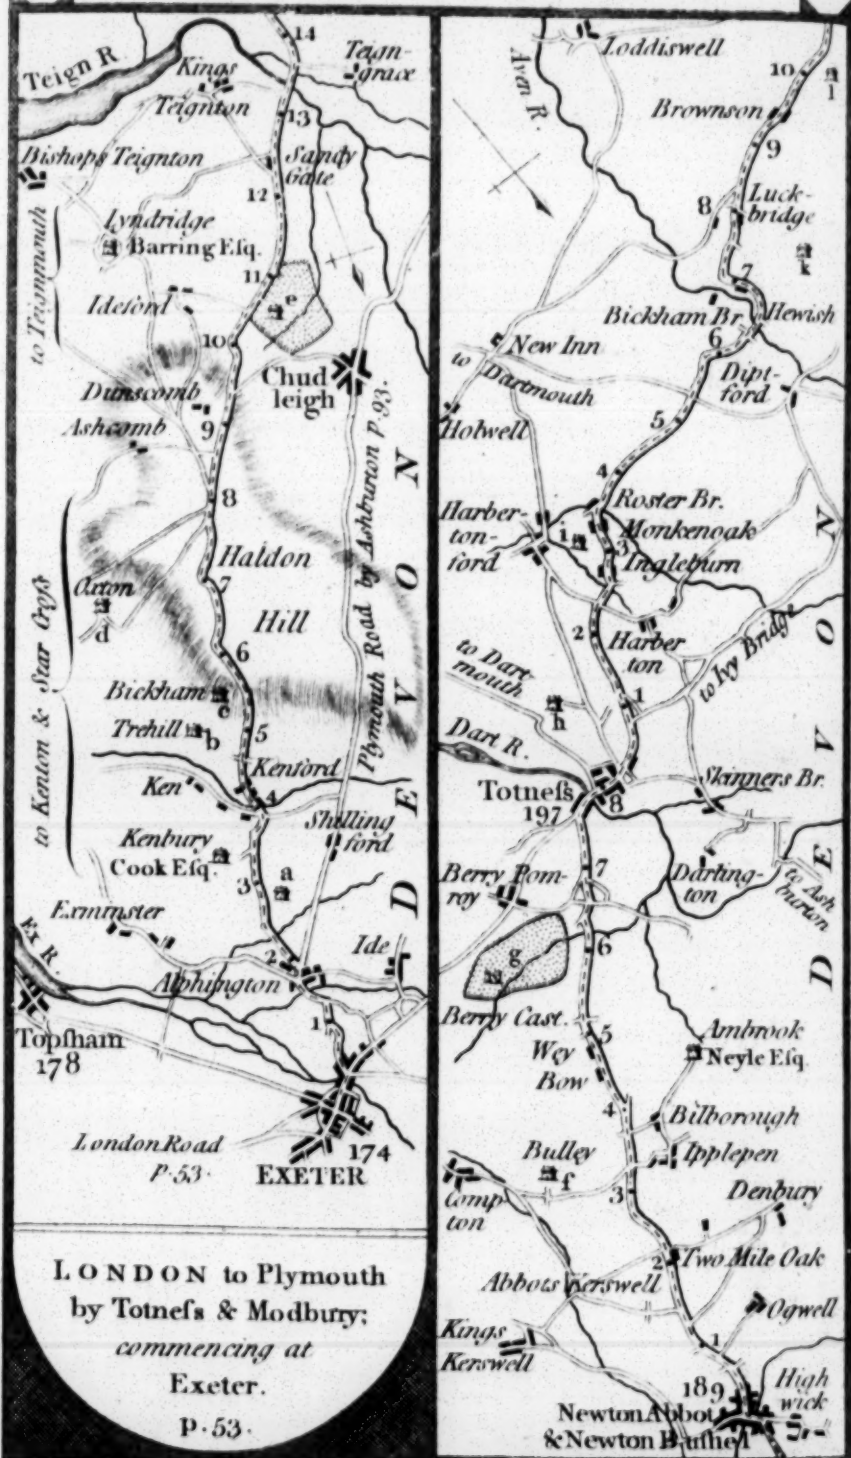 14
Teign R.
Teign-
grace
Kings
Teignton
13
Bishops Teignton
Sandy
Gate
12
to Teignmouth
Lyndridge
Barring Eſq.
11
e
Ideford
10
Chud
leigh
Dunscomb
9
Ashcomb
8
Plymouth Road by Ashburton p.93.
Haldon
Hill
7
Oxton
d
to Kenton & Star Croſs
6
Bickham
c
Trehill
b
5
Kenford
Ken
4
Shilling
ford
Kenbury
Cook Eſq.
3
a
DEVON
Exminster
Ex R.
2
Ide
Alphington
1
Topſham
178
London Road
p.53.
174
EXETER
LONDON to Plymouth
by Totneſs & Modbury;
commencing at
Exeter.
p.53.
Loddiswell
Aven R.
10
l
Brownson
9
8
Luck-
bridge
k
7
Bickham Br
Hewish
6
New Inn
to Dartmouth
Dipt-
ford
5
Holwell
4
Roster Br.
Harber-
ton-
ford
i
Monkenoak
3
Ingleburn
2
Harber
ton
to Ivy Bridge
to Dart-
mouth
1
h
Dart R.
Totneſs
197
8
Skinners Br.
7
Berry Pom-
roy
Darling-
ton
to Ash
burton
g
6
Berry Cast.
5
Wey
Bow
Ambrook
Neyle Eſq.
4
Bilborough
Bulley
f
Ipplepen
Comp-
ton
3
Denbury
2
Two Mile Oak
Abbots Kerswell
Ogwell
Kings
Kerswell
1
189
High
wick
Newton Abbot
& Newton Bushel
DEVON